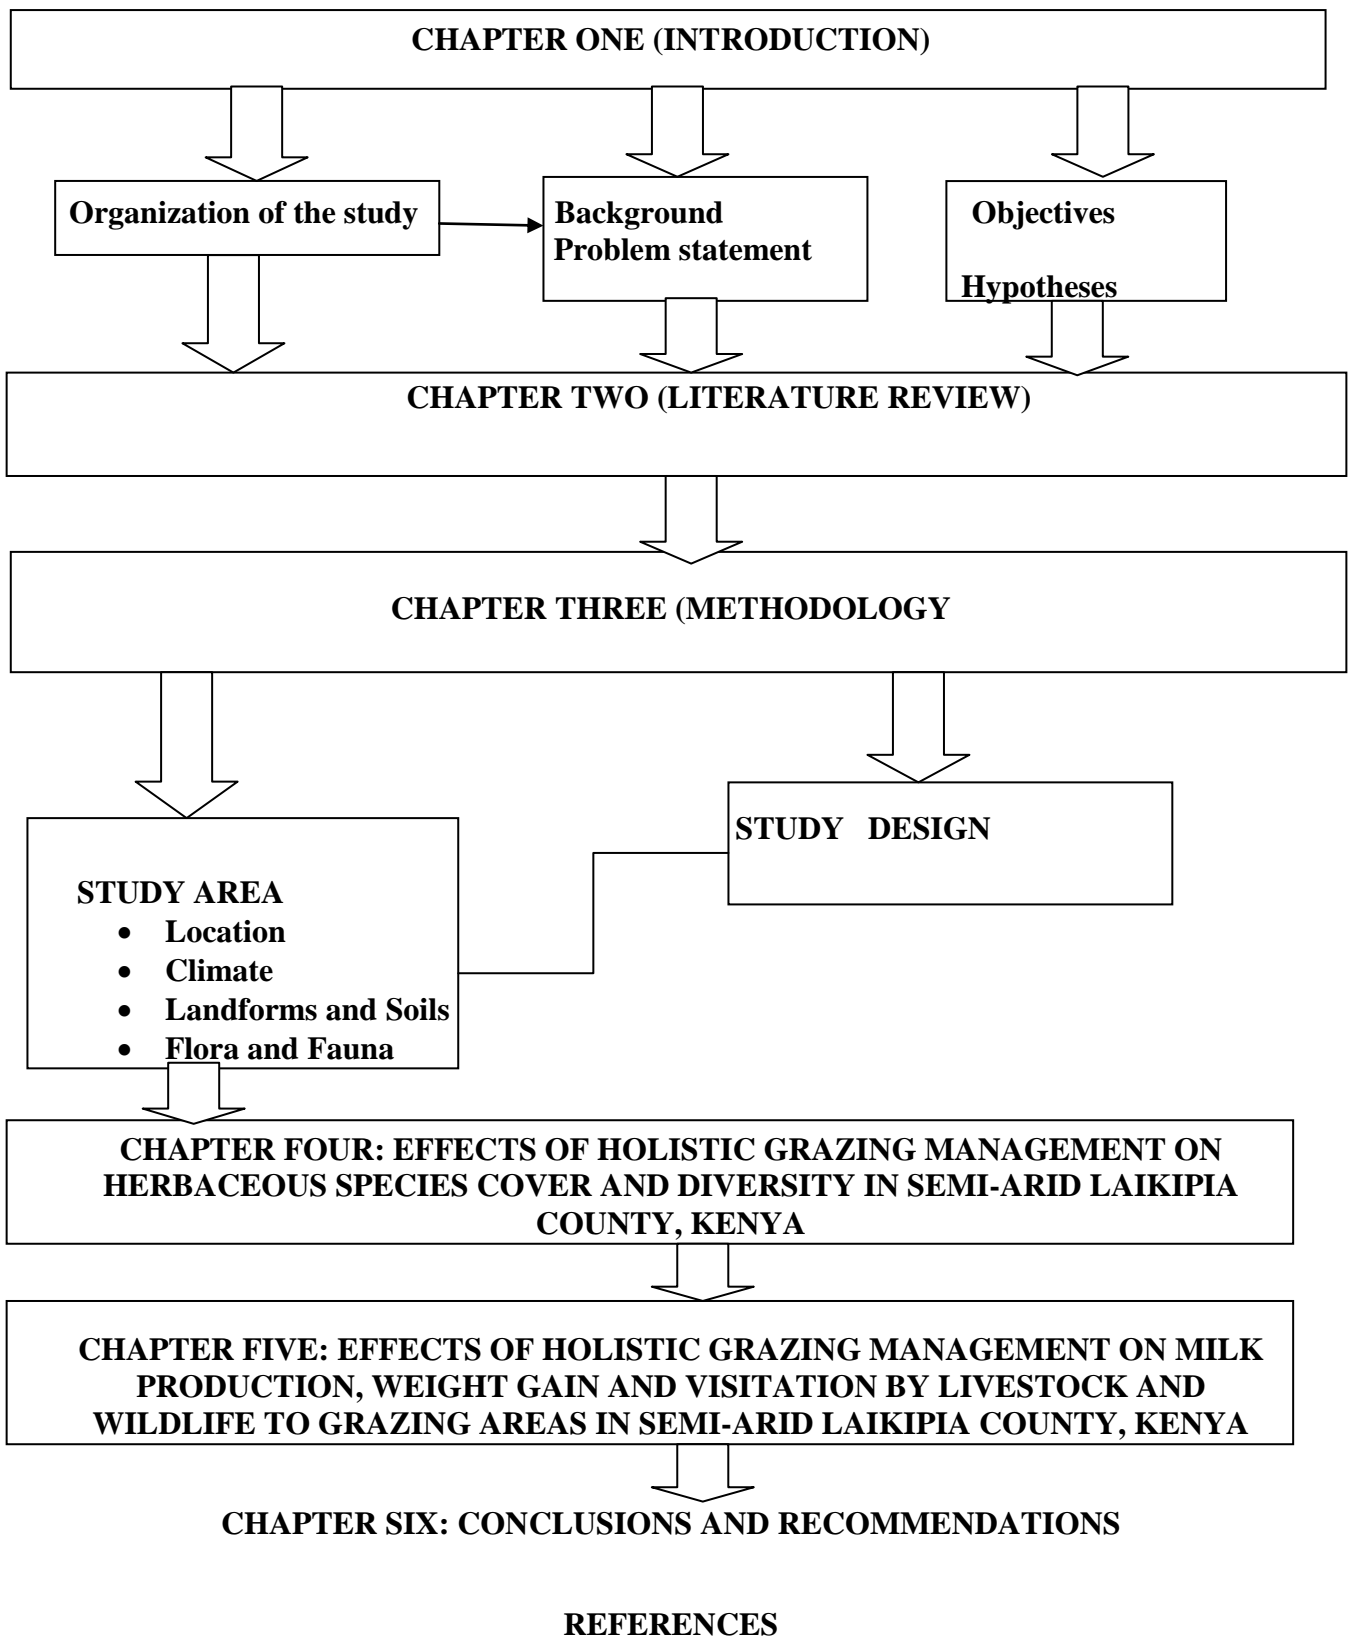 CHAPTER ONE (INTRODUCTION)
Organization of the study
Background
Problem statement
Objectives
Hypotheses
CHAPTER TWO (LITERATURE REVIEW)
CHAPTER THREE (METHODOLOGY
STUDY DESIGN
STUDY AREA
• Location
• Climate
• Landforms and Soils
• Flora and Fauna
CHAPTER FOUR: EFFECTS OF HOLISTIC GRAZING MANAGEMENT ON
HERBACEOUS SPECIES COVER AND DIVERSITY IN SEMI-ARID LAIKIPIA
COUNTY, KENYA
CHAPTER FIVE: EFFECTS OF HOLISTIC GRAZING MANAGEMENT ON MILK
PRODUCTION, WEIGHT GAIN AND VISITATION BY LIVESTOCK AND
WILDLIFE TO GRAZING AREAS IN SEMI-ARID LAIKIPIA COUNTY, KENYA
CHAPTER SIX: CONCLUSIONS AND RECOMMENDATIONS
REFERENCES